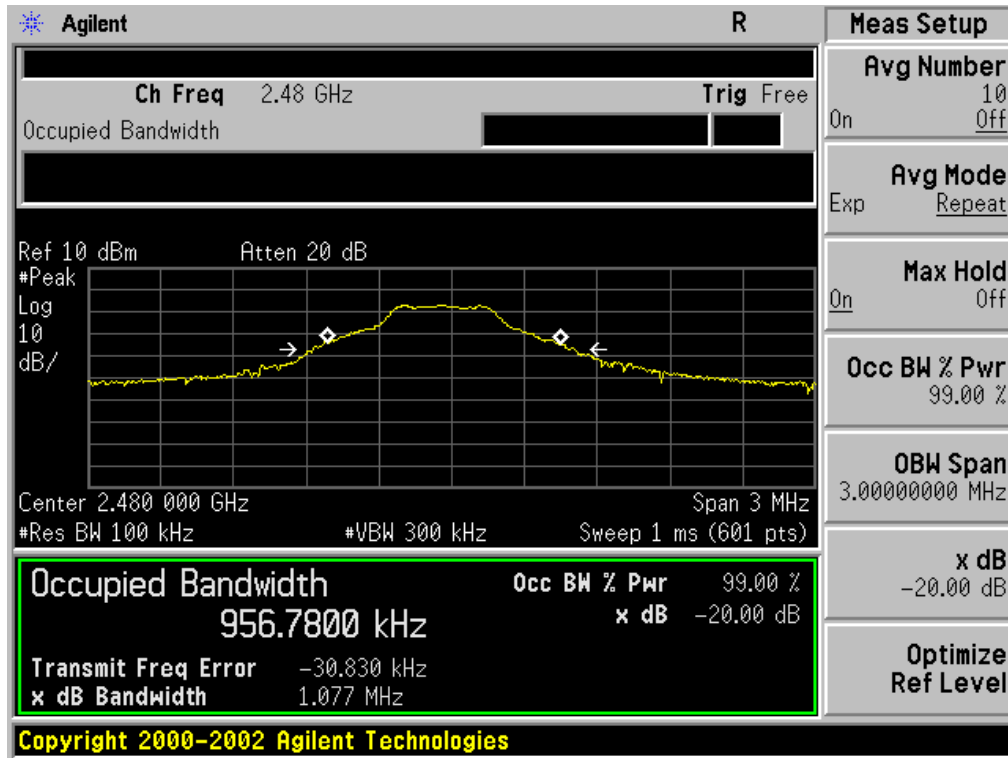 Agilent R
Ch Freq 2.48 GHz Trig Free
Occupied Bandwidth
Ref 10 dBm Atten 20 dB
#Peak
Log
10
dB/
Center 2.480 000 GHz Span 3 MHz
#Res BW 100 kHz #VBW 300 kHz Sweep 1 ms (601 pts)
Occupied Bandwidth Occ BW % Pwr 99.00 %
956.7800 kHz x dB -20.00 dB
Transmit Freq Error -30.830 kHz
x dB Bandwidth 1.077 MHz
Copyright 2000-2002 Agilent Technologies
Meas Setup
Avg Number
10
On Off
Avg Mode
Exp Repeat
Max Hold
On Off
Occ BW % Pwr
99.00 %
OBW Span
3.00000000 MHz
x dB
-20.00 dB
Optimize
Ref Level